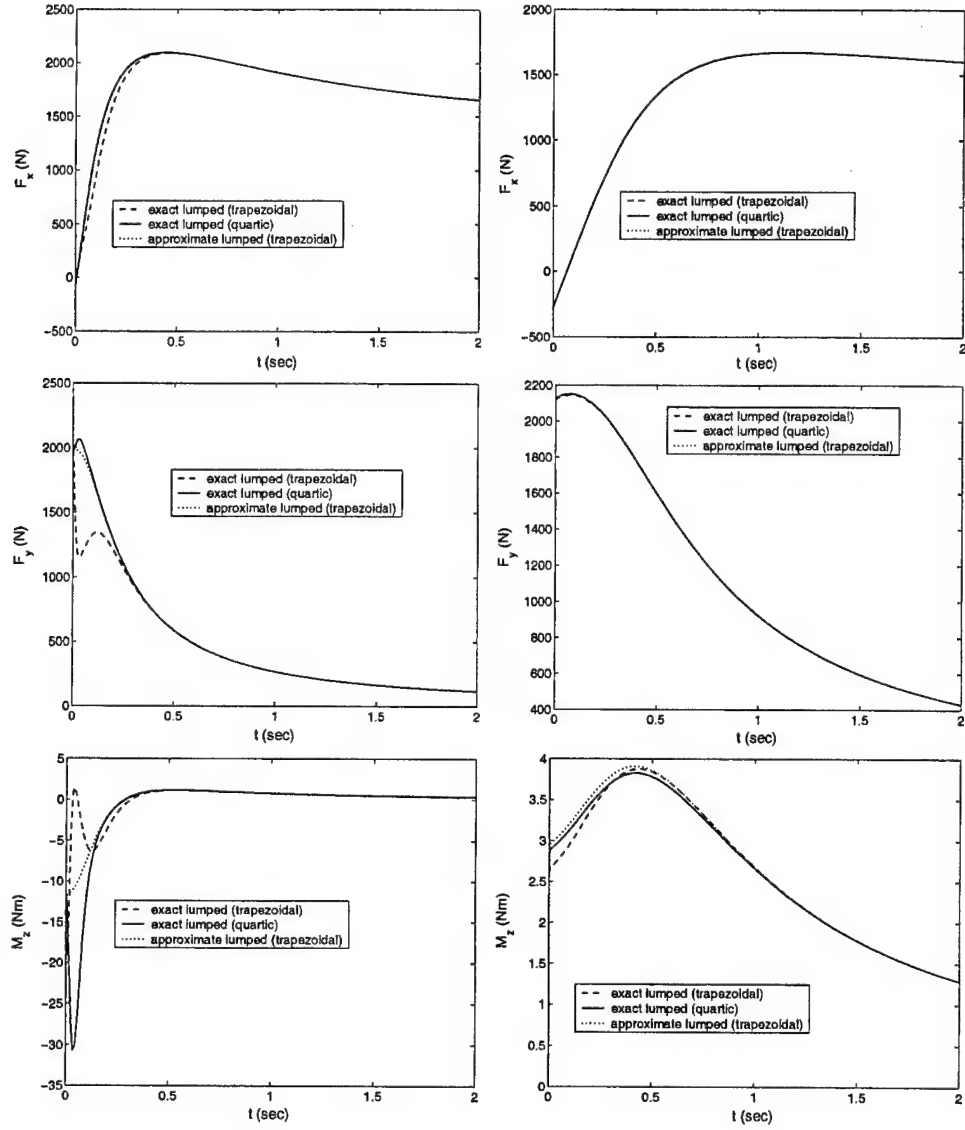 2500
2000
1500
1000
500
0
−500
F_x (N)
exact lumped (trapezoidal)
exact lumped (quartic)
approximate lumped (trapezoidal)
0 0.5 1 1.5 2
t (sec)
2000
1500
1000
500
0
−500
F_x (N)
exact lumped (trapezoidal)
exact lumped (quartic)
approximate lumped (trapezoidal)
0 0.5 1 1.5 2
t (sec)
2500
2000
1500
1000
500
0
F_y (N)
exact lumped (trapezoidal)
exact lumped (quartic)
approximate lumped (trapezoidal)
0 0.5 1 1.5 2
t (sec)
2200
2000
1800
1600
1400
1200
1000
800
600
400
F_y (N)
exact lumped (trapezoidal)
exact lumped (quartic)
approximate lumped (trapezoidal)
0 0.5 1 1.5 2
t (sec)
5
0
−5
−10
−15
−20
−25
−30
−35
M_z (Nm)
exact lumped (trapezoidal)
exact lumped (quartic)
approximate lumped (trapezoidal)
0 0.5 1 1.5 2
t (sec)
4
3.5
3
2.5
2
1.5
1
0.5
0
M_z (Nm)
exact lumped (trapezoidal)
exact lumped (quartic)
approximate lumped (trapezoidal)
0 0.5 1 1.5 2
t (sec)